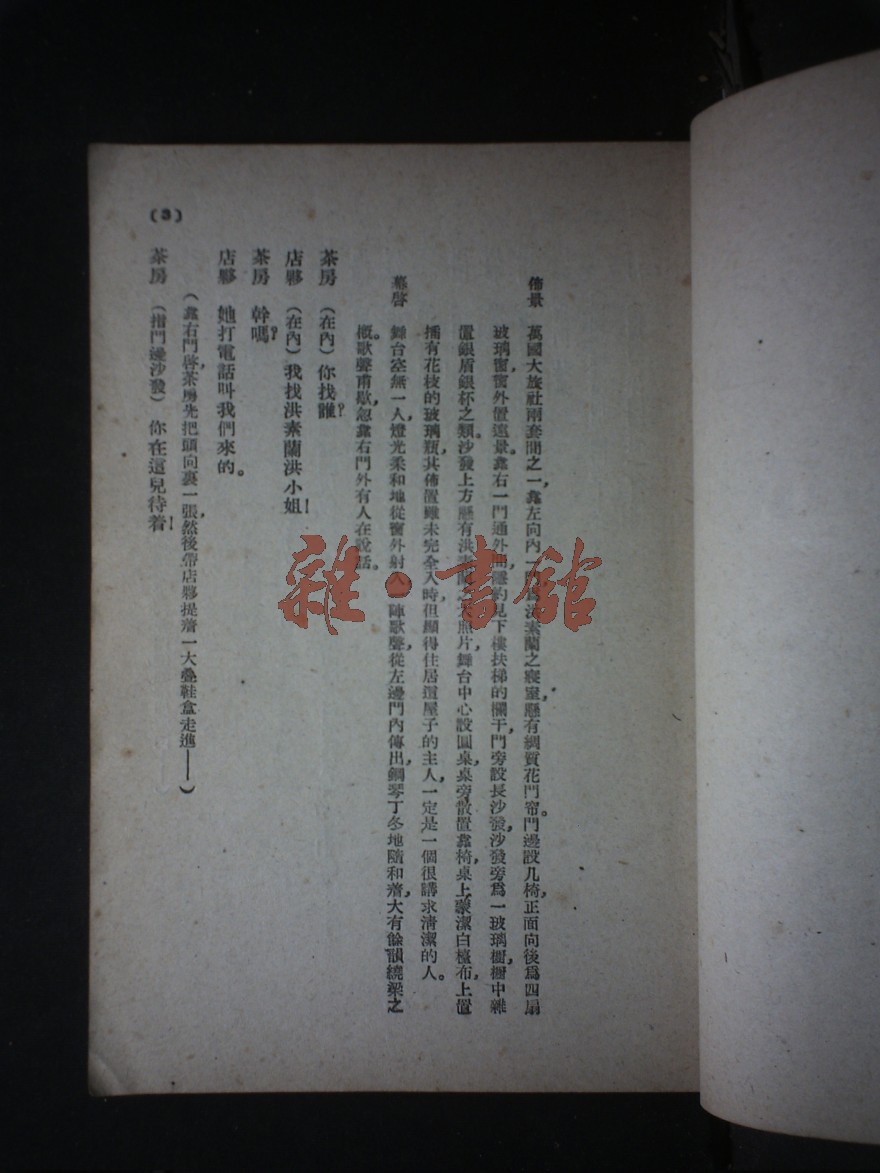 佈景　萬國大旅社兩套間之一，靠左向內一門爲洪素蘭之寢室，懸有綢質花門帘。門邊設几椅，正面向後爲四扇
玻璃窗，窗外置遠景。靠右一門通外間，隱約見下樓扶梯的欄干，門旁設長沙發，沙發旁爲一玻璃櫥，櫥中雜
置銀盾銀杯之類。沙發上方懸有洪素蘭之大照片，舞台中心設圓桌，桌旁散置靠椅，桌上蒙潔白檯布，上置
插有花枝的玻璃瓶，其佈置雖未完全入時，但顯得住居這屋子的主人，一定是一個很講求清潔的人。
幕啓　舞台空無一人，燈光柔和地從窗外射入，一陣歌聲，從左邊門內傳出，鋼琴丁冬地隨和着，大有餘韻繞梁之
概。歌聲甫歇，忽靠右門外有人在說話。
茶房　(在內)你找誰？
店夥　(在內)我找洪素蘭洪小姐！
茶房　幹嗎？
店夥　她打電話叫我們來的。
(靠右門啓，茶房先把頭向裏一張，然後帶店夥提着一大疊鞋盒走進——)
茶房　(指門邊沙發)　你在這兒待着！
(3)
雜·書館